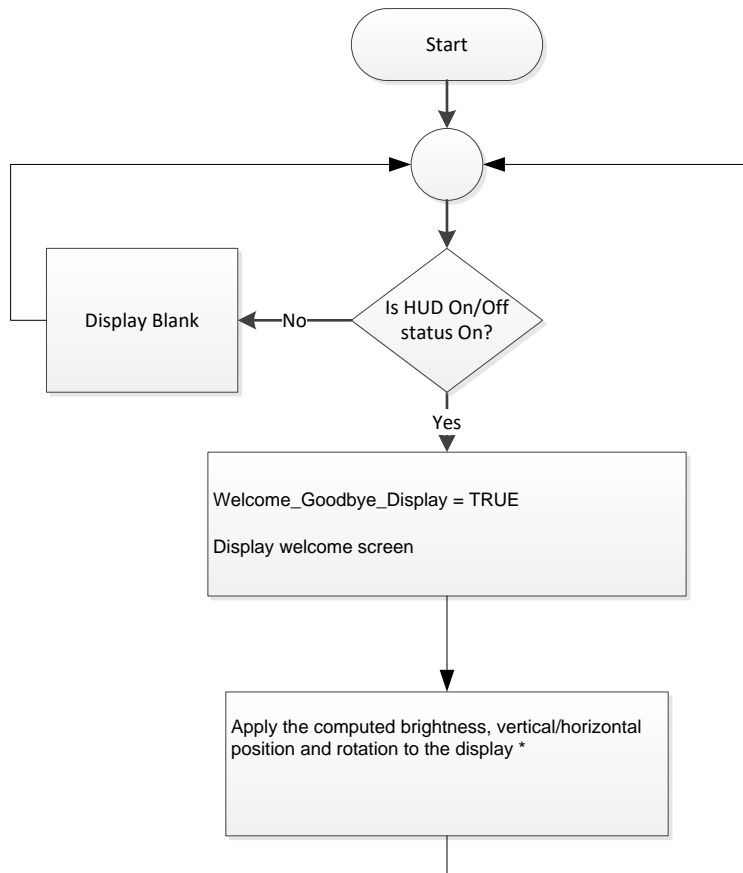 Start
Is HUD On/Off
status On?
No
Display Blank
Yes
Welcome_Goodbye_Display = TRUE
Display welcome screen
Apply the computed brightness, vertical/horizontal
position and rotation to the display *